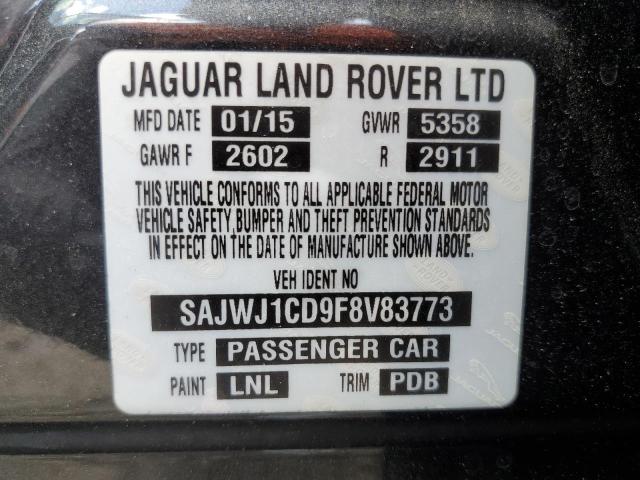 JAGUAR LAND ROVER LTD
MFD DATE 01/15 GVWR 5358
GAWR F 2602 R 2911
THIS VEHICLE CONFORMS TO ALL APPLICABLE FEDERAL MOTOR
VEHICLE SAFETY, BUMPER AND THEFT PREVENTION STANDARDS
IN EFFECT ON THE DATE OF MANUFACTURE SHOWN ABOVE.
VEH IDENT NO
SAJWJ1CD9F8V83773
TYPE PASSENGER CAR
PAINT LNL TRIM PDB